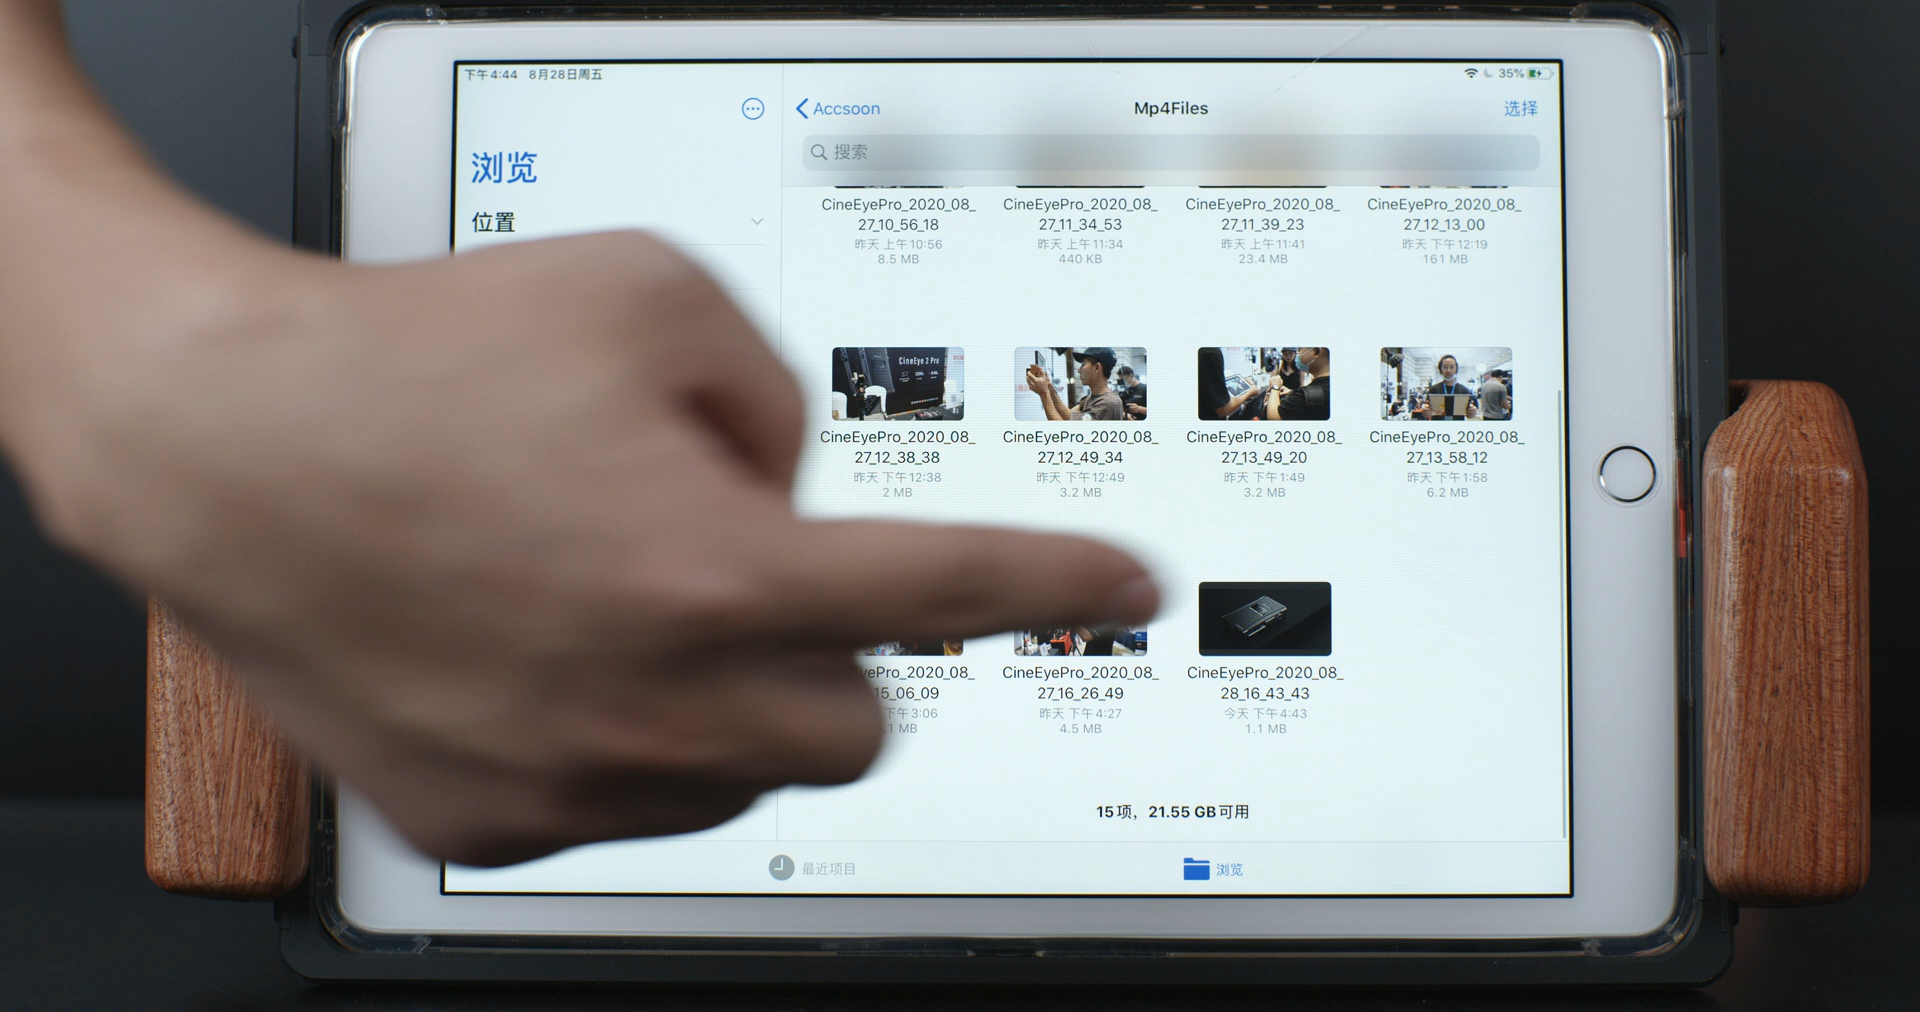 下午4:44 8月28日周五
35%
Accsoon
Mp4Files
选择
搜索
浏览
位置
CineEyePro_2020_08_
27_10_56_18
昨天 上午10:56
8.5 MB
CineEyePro_2020_08_
27_11_34_53
昨天 上午11:34
440 KB
CineEyePro_2020_08_
27_11_39_23
昨天 上午11:41
23.4 MB
CineEyePro_2020_08_
27_12_13_00
昨天 下午12:19
161 MB
CineEye 2 Pro
CineEyePro_2020_08_
27_12_38_38
昨天 下午12:38
2 MB
CineEyePro_2020_08_
27_12_49_34
昨天 下午12:49
3.2 MB
CineEyePro_2020_08_
27_13_49_20
昨天 下午1:49
3.2 MB
CineEyePro_2020_08_
27_13_58_12
昨天 下午1:58
6.2 MB
yePro_2020_08_
15_06_09
下午3:06
.1 MB
CineEyePro_2020_08_
27_16_26_49
昨天 下午4:27
4.5 MB
CineEyePro_2020_08_
28_16_43_43
今天 下午4:43
1.1 MB
15项，21.55 GB可用
最近项目
浏览